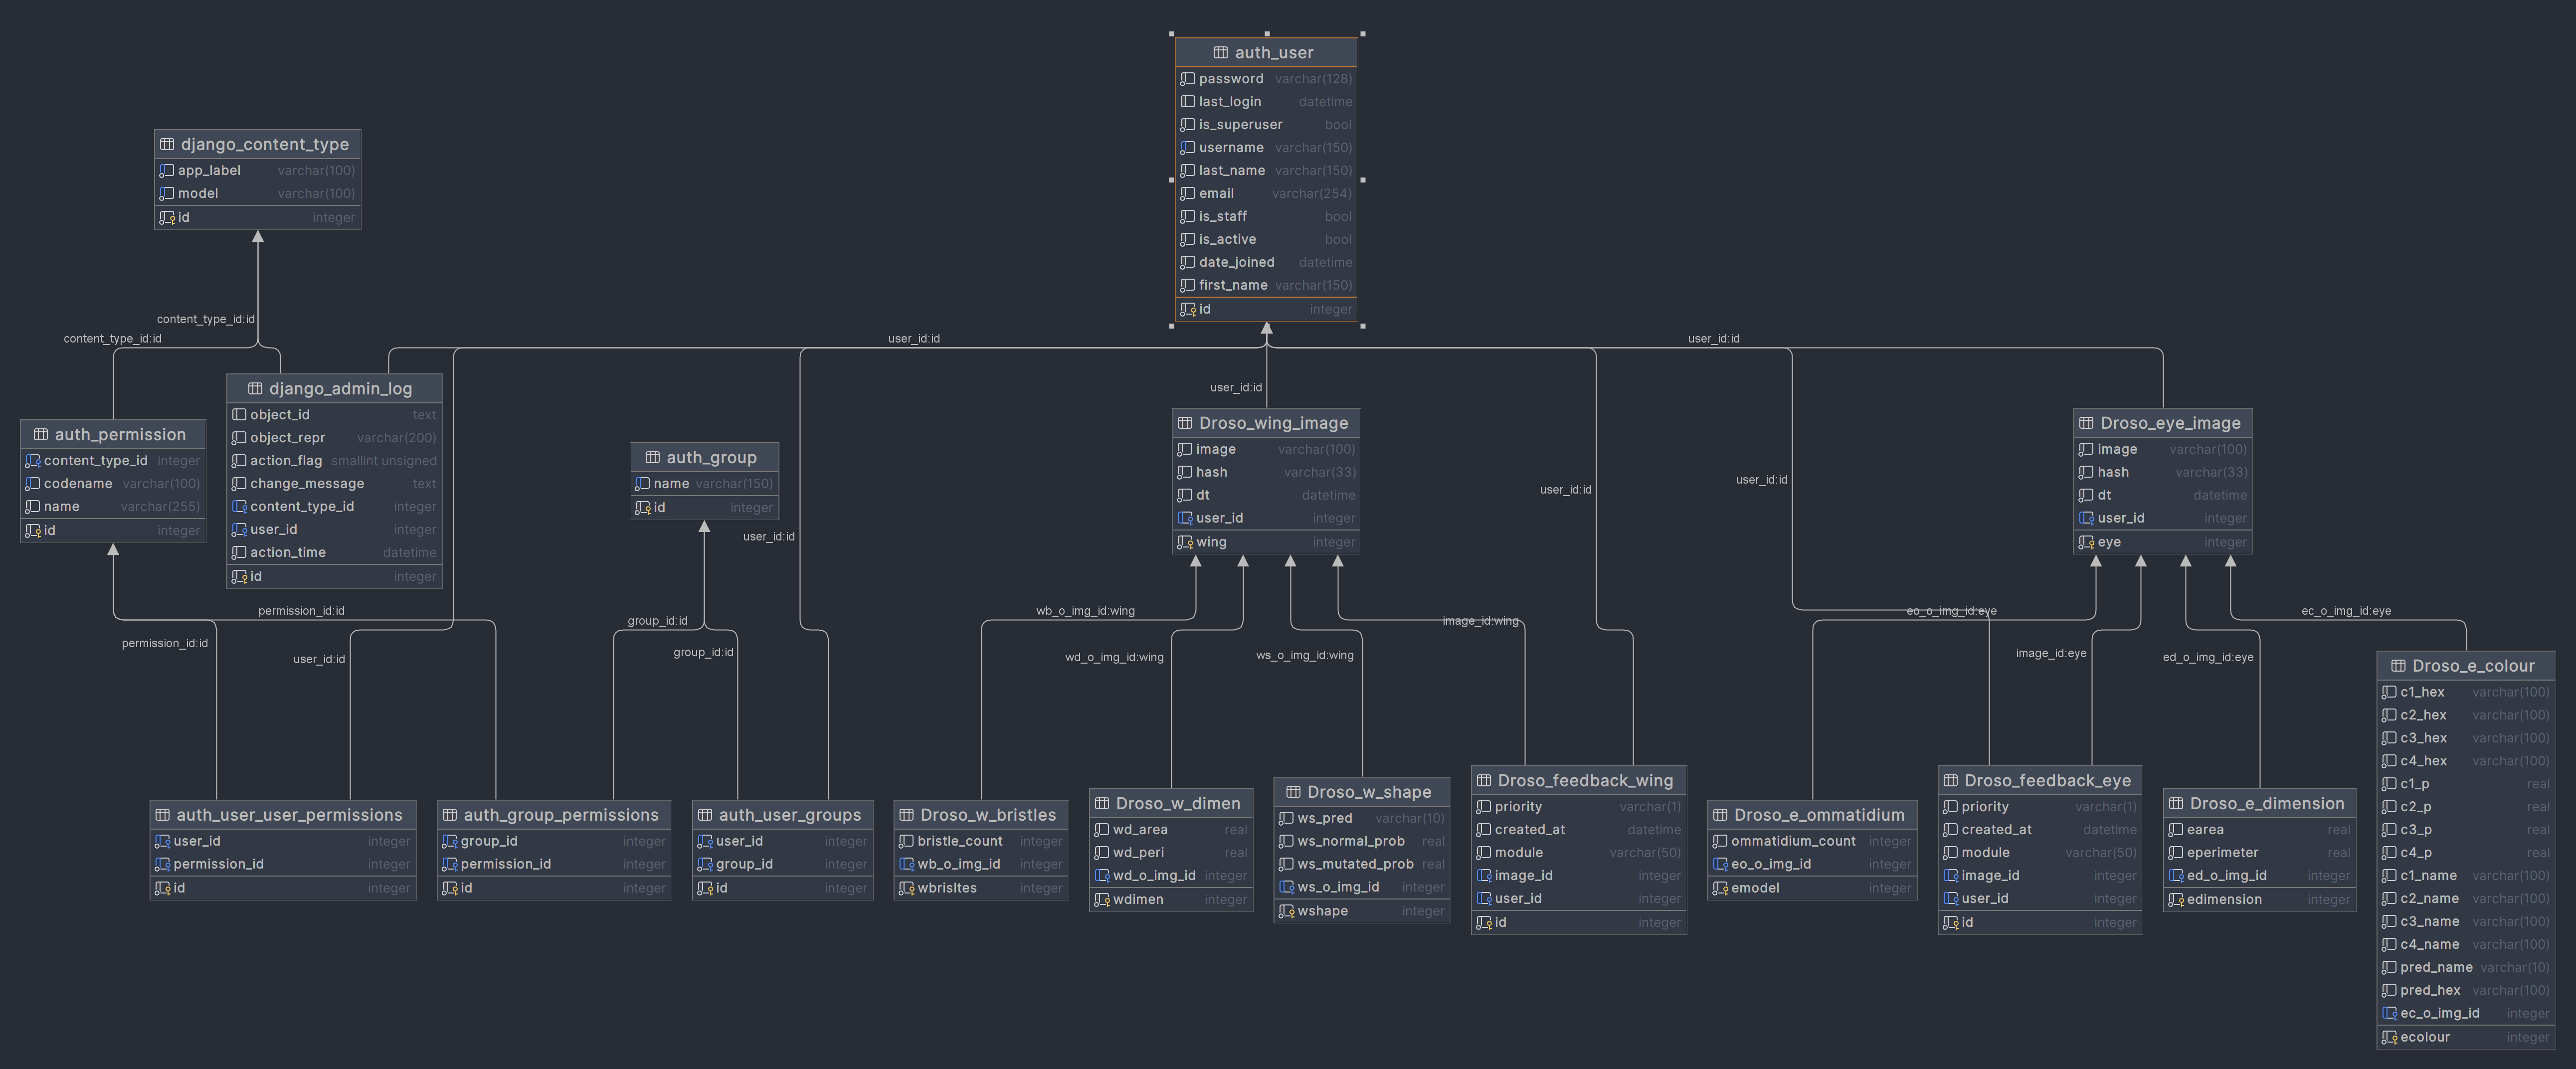 auth_user
password varchar(128)
last_login datetime
is_superuser bool
username varchar(150)
last_name varchar(150)
email varchar(254)
is_staff bool
is_active bool
date_joined datetime
first_name varchar(150)
id integer
django_content_type
app_label varchar(100)
model varchar(100)
id integer
content_type_id:id
content_type_id:id
user_id:id
user_id:id
user_id:id
django_admin_log
object_id text
object_repr varchar(200)
action_flag smallint unsigned
change_message text
content_type_id integer
user_id integer
action_time datetime
id integer
auth_permission
content_type_id integer
codename varchar(100)
name varchar(255)
id integer
auth_group
name varchar(150)
id integer
Droso_wing_image
image varchar(100)
hash varchar(33)
dt datetime
user_id integer
wing integer
Droso_eye_image
image varchar(100)
hash varchar(33)
dt datetime
user_id integer
eye integer
user_id:id
user_id:id
user_id:id
permission_id:id
permission_id:id
user_id:id
group_id:id
group_id:id
wb_o_img_id:wing
wd_o_img_id:wing
ws_o_img_id:wing
image_id:wing
eo_o_img_id:eye
image_id:eye
ed_o_img_id:eye
ec_o_img_id:eye
auth_user_user_permissions
user_id integer
permission_id integer
id integer
auth_group_permissions
group_id integer
permission_id integer
id integer
auth_user_groups
user_id integer
group_id integer
id integer
Droso_w_bristles
bristle_count integer
wb_o_img_id integer
wbrisltes integer
Droso_w_dimen
wd_area real
wd_peri real
wd_o_img_id integer
wdimen integer
Droso_w_shape
ws_pred varchar(10)
ws_normal_prob real
ws_mutated_prob real
ws_o_img_id integer
wshape integer
Droso_feedback_wing
priority varchar(1)
created_at datetime
module varchar(50)
image_id integer
user_id integer
id integer
Droso_e_ommatidium
ommatidium_count integer
eo_o_img_id integer
emodel integer
Droso_feedback_eye
priority varchar(1)
created_at datetime
module varchar(50)
image_id integer
user_id integer
id integer
Droso_e_dimension
earea real
eperimeter real
ed_o_img_id integer
edimension integer
Droso_e_colour
c1_hex varchar(100)
c2_hex varchar(100)
c3_hex varchar(100)
c4_hex varchar(100)
c1_p real
c2_p real
c3_p real
c4_p real
c1_name varchar(100)
c2_name varchar(100)
c3_name varchar(100)
c4_name varchar(100)
pred_name varchar(10)
pred_hex varchar(100)
ec_o_img_id integer
ecolour integer